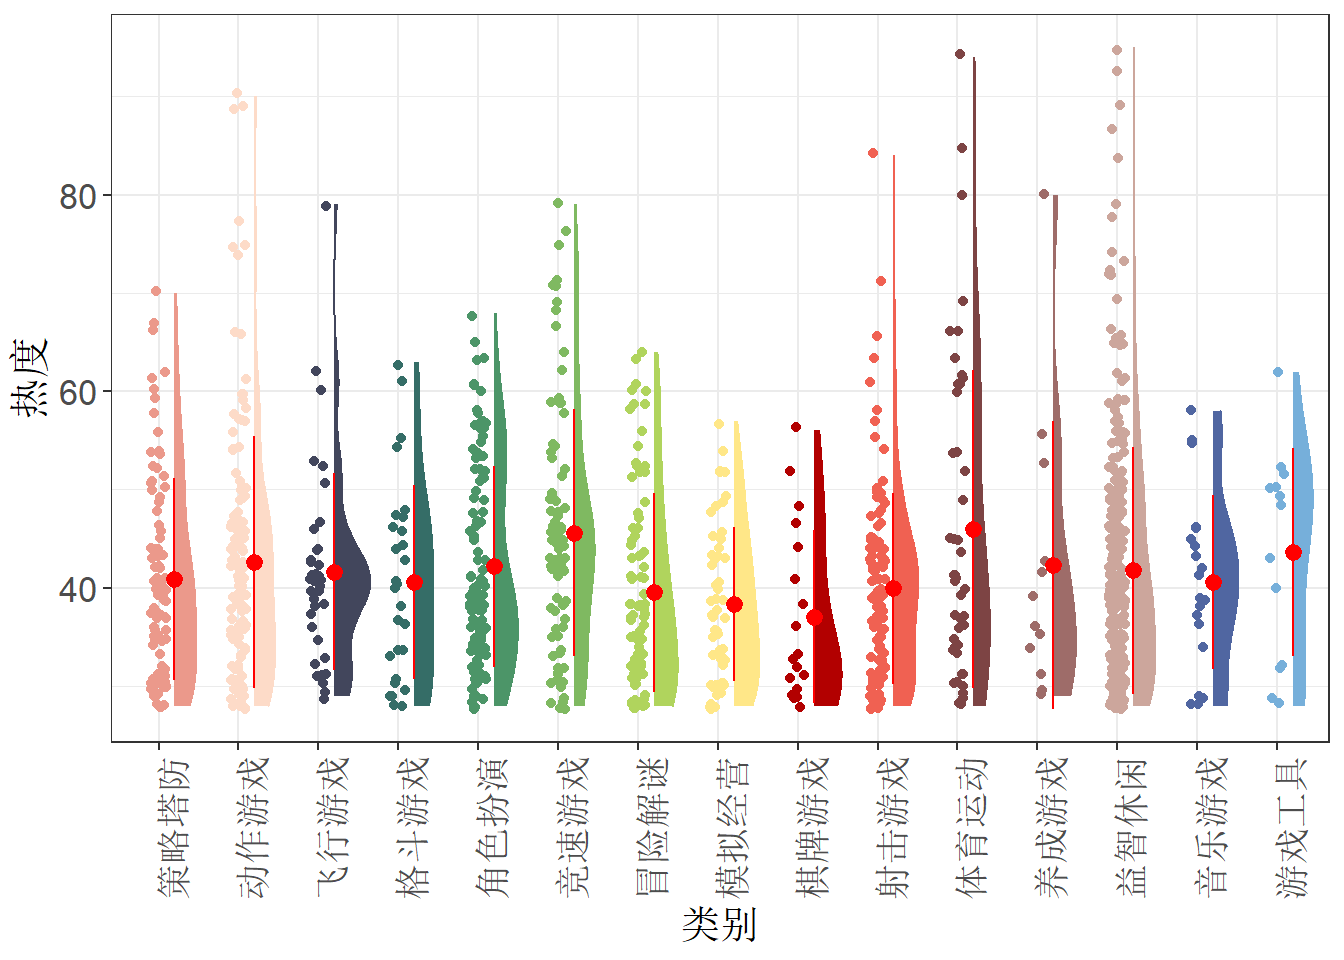 热度
80
60
40
策略塔防
动作游戏
飞行游戏
格斗游戏
角色扮演
竞速游戏
冒险解谜
模拟经营
棋牌游戏
射击游戏
体育运动
养成游戏
益智休闲
音乐游戏
游戏工具
类别